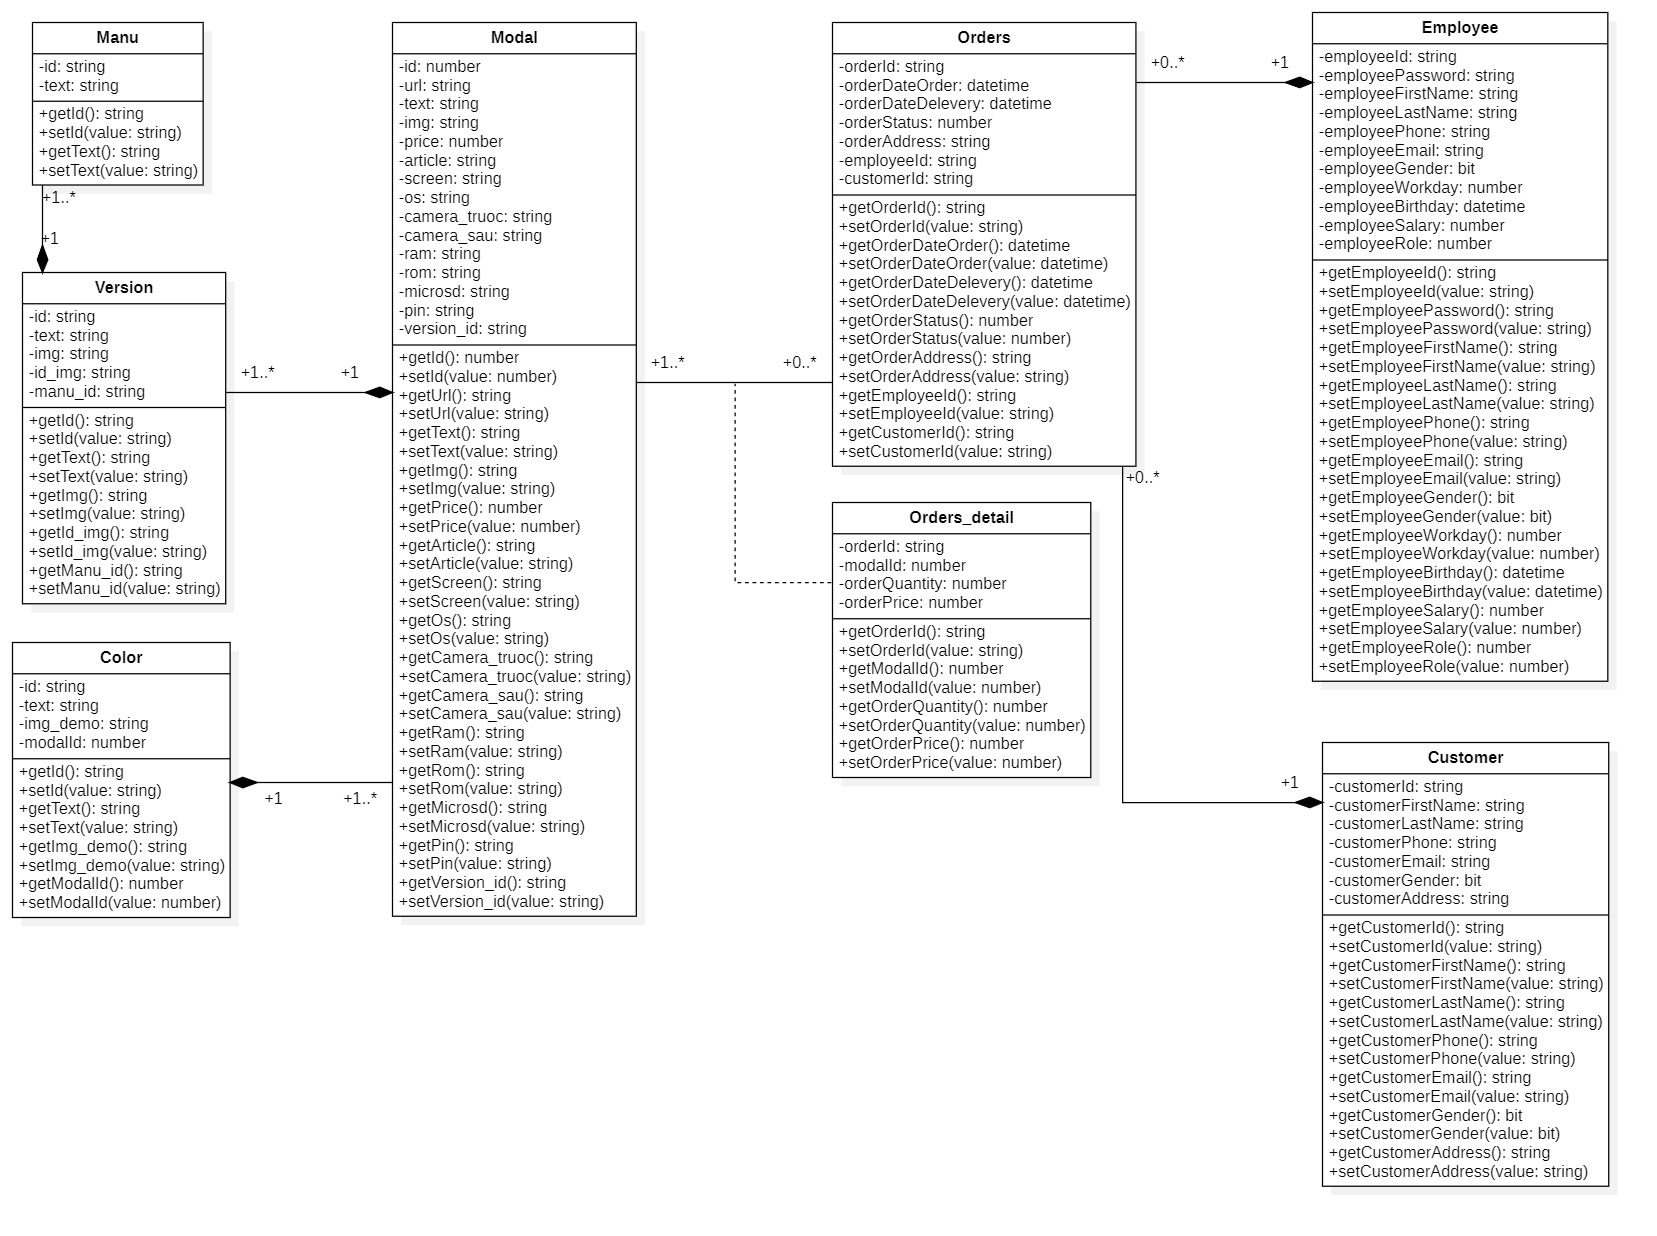 Manu
-id: string
-text: string
+getId(): string
+setId(value: string)
+getText(): string
+setText(value: string)
+1..*
+1
Version
-id: string
-text: string
-img: string
-id_img: string
-manu_id: string
+getId(): string
+setId(value: string)
+getText(): string
+setText(value: string)
+getImg(): string
+setImg(value: string)
+getId_img(): string
+setId_img(value: string)
+getManu_id(): string
+setManu_id(value: string)
+1..*
+1
Color
-id: string
-text: string
-img_demo: string
-modalId: number
+getId(): string
+setId(value: string)
+getText(): string
+setText(value: string)
+getImg_demo(): string
+setImg_demo(value: string)
+getModalId(): number
+setModalId(value: number)
+1
+1..*
Modal
-id: number
-url: string
-text: string
-img: string
-price: number
-article: string
-screen: string
-os: string
-camera_truoc: string
-camera_sau: string
-ram: string
-rom: string
-microsd: string
-pin: string
-version_id: string
+getId(): number
+setId(value: number)
+getUrl(): string
+setUrl(value: string)
+getText(): string
+setText(value: string)
+getImg(): string
+setImg(value: string)
+getPrice(): number
+setPrice(value: number)
+getArticle(): string
+setArticle(value: string)
+getScreen(): string
+setScreen(value: string)
+getOs(): string
+setOs(value: string)
+getCamera_truoc(): string
+setCamera_truoc(value: string)
+getCamera_sau(): string
+setCamera_sau(value: string)
+getRam(): string
+setRam(value: string)
+getRom(): string
+setRom(value: string)
+getMicrosd(): string
+setMicrosd(value: string)
+getPin(): string
+setPin(value: string)
+getVersion_id(): string
+setVersion_id(value: string)
+1..*
+0..*
Orders
-orderId: string
-orderDateOrder: datetime
-orderDateDelevery: datetime
-orderStatus: number
-orderAddress: string
-employeeId: string
-customerId: string
+getOrderId(): string
+setOrderId(value: string)
+getOrderDateOrder(): datetime
+setOrderDateOrder(value: datetime)
+getOrderDateDelevery(): datetime
+setOrderDateDelevery(value: datetime)
+getOrderStatus(): number
+setOrderStatus(value: number)
+getOrderAddress(): string
+setOrderAddress(value: string)
+getEmployeeId(): string
+setEmployeeId(value: string)
+getCustomerId(): string
+setCustomerId(value: string)
+0..*
+1
+0..*
Orders_detail
-orderId: string
-modalId: number
-orderQuantity: number
-orderPrice: number
+getOrderId(): string
+setOrderId(value: string)
+getModalId(): number
+setModalId(value: number)
+getOrderQuantity(): number
+setOrderQuantity(value: number)
+getOrderPrice(): number
+setOrderPrice(value: number)
Employee
-employeeId: string
-employeePassword: string
-employeeFirstName: string
-employeeLastName: string
-employeePhone: string
-employeeEmail: string
-employeeGender: bit
-employeeWorkday: number
-employeeBirthday: datetime
-employeeSalary: number
-employeeRole: number
+getEmployeeId(): string
+setEmployeeId(value: string)
+getEmployeePassword(): string
+setEmployeePassword(value: string)
+getEmployeeFirstName(): string
+setEmployeeFirstName(value: string)
+getEmployeeLastName(): string
+setEmployeeLastName(value: string)
+getEmployeePhone(): string
+setEmployeePhone(value: string)
+getEmployeeEmail(): string
+setEmployeeEmail(value: string)
+getEmployeeGender(): bit
+setEmployeeGender(value: bit)
+getEmployeeWorkday(): number
+setEmployeeWorkday(value: number)
+getEmployeeBirthday(): datetime
+setEmployeeBirthday(value: datetime)
+getEmployeeSalary(): number
+setEmployeeSalary(value: number)
+getEmployeeRole(): number
+setEmployeeRole(value: number)
+1
Customer
-customerId: string
-customerFirstName: string
-customerLastName: string
-customerPhone: string
-customerEmail: string
-customerGender: bit
-customerAddress: string
+getCustomerId(): string
+setCustomerId(value: string)
+getCustomerFirstName(): string
+setCustomerFirstName(value: string)
+getCustomerLastName(): string
+setCustomerLastName(value: string)
+getCustomerPhone(): string
+setCustomerPhone(value: string)
+getCustomerEmail(): string
+setCustomerEmail(value: string)
+getCustomerGender(): bit
+setCustomerGender(value: bit)
+getCustomerAddress(): string
+setCustomerAddress(value: string)